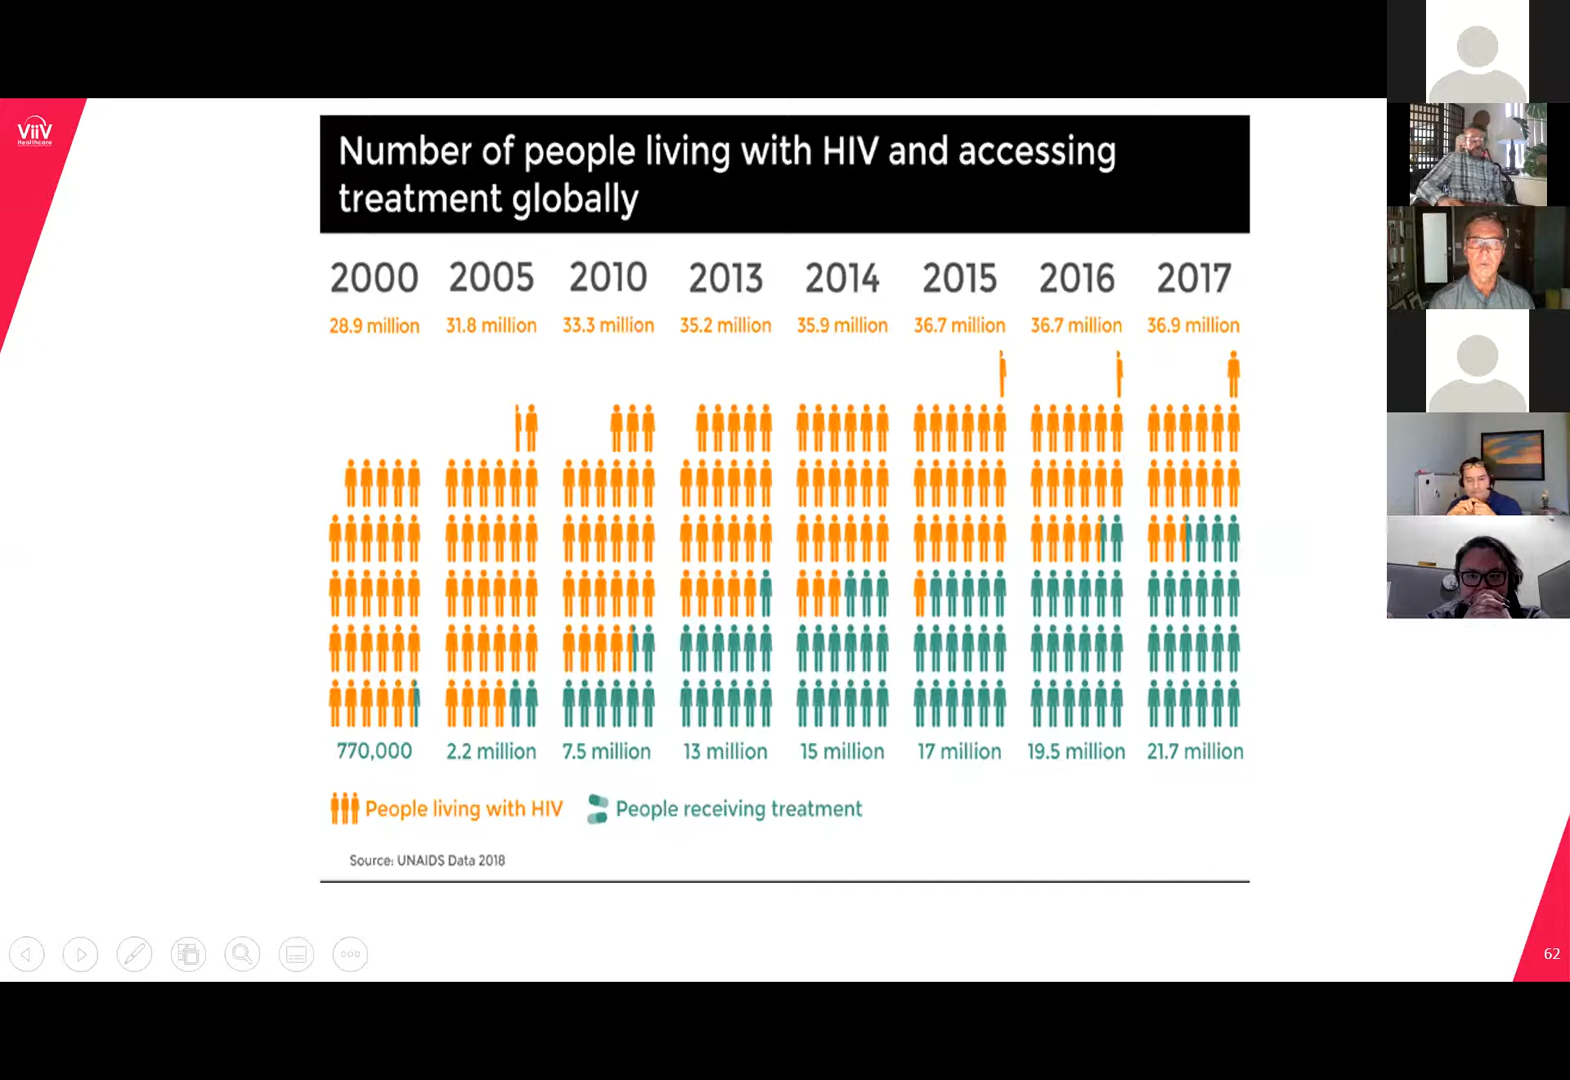 ViiV
Healthcare
Number of people living with HIV and accessing
treatment globally
2000 2005 2010 2013 2014 2015 2016 2017
28.9 million 31.8 million 33.3 million 35.2 million 35.9 million 36.7 million 36.7 million 36.9 million
770,000 2.2 million 7.5 million 13 million 15 million 17 million 19.5 million 21.7 million
People living with HIV People receiving treatment
Source: UNAIDS Data 2018
62